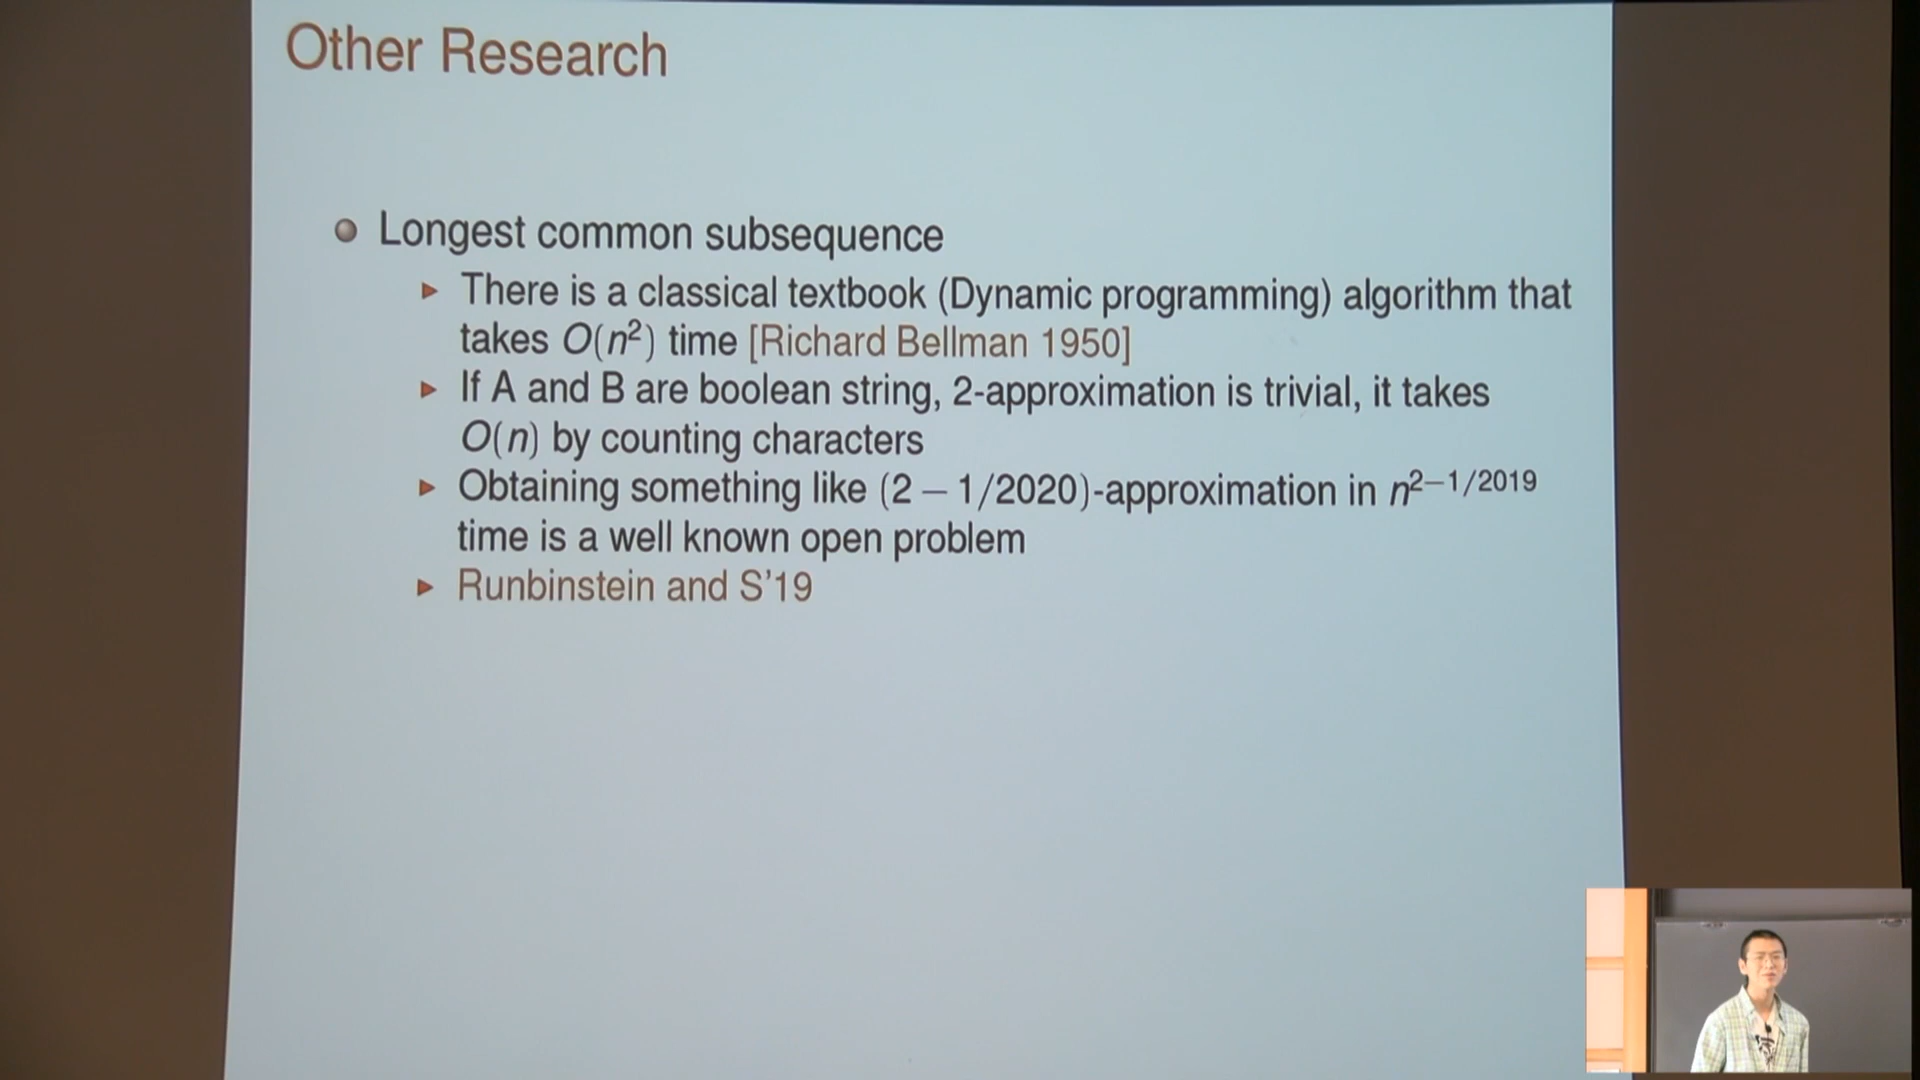 Other Research
Longest common subsequence
There is a classical textbook (Dynamic programming) algorithm that
takes O(n²) time [Richard Bellman 1950]
If A and B are boolean string, 2-approximation is trivial, it takes
O(n) by counting characters
Obtaining something like (2 − 1/2020)-approximation in n²⁻¹/²⁰¹⁹
time is a well known open problem
Runbinstein and S'19